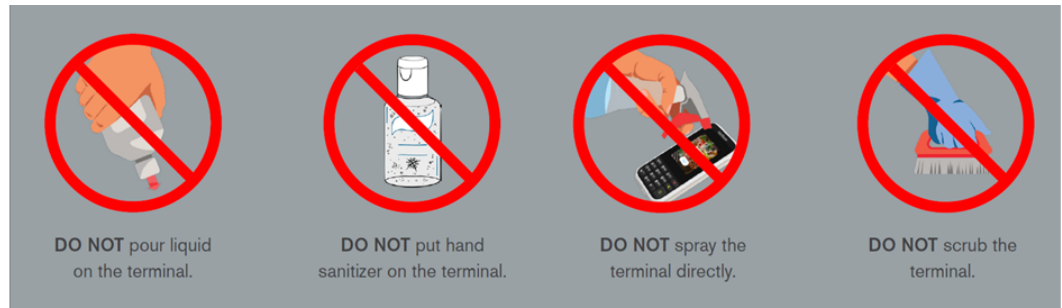 DO NOT pour liquid
on the terminal.
DO NOT put hand
sanitizer on the terminal.
DO NOT spray the
terminal directly.
DO NOT scrub the
terminal.